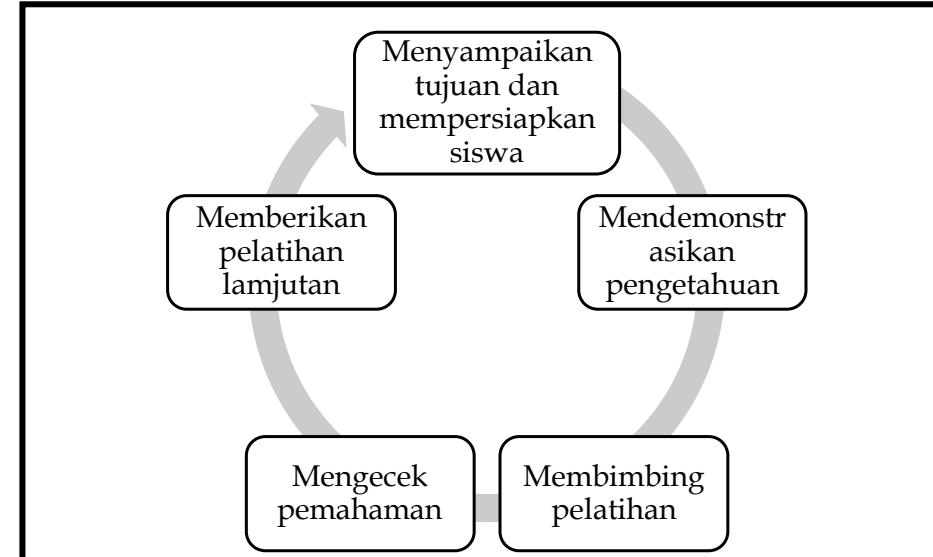 Menyampaikan
tujuan dan
mempersiapkan
siswa
Mendemonstr
asikan
pengetahuan
Membimbing
pelatihan
Mengecek
pemahaman
Memberikan
pelatihan
lamjutan